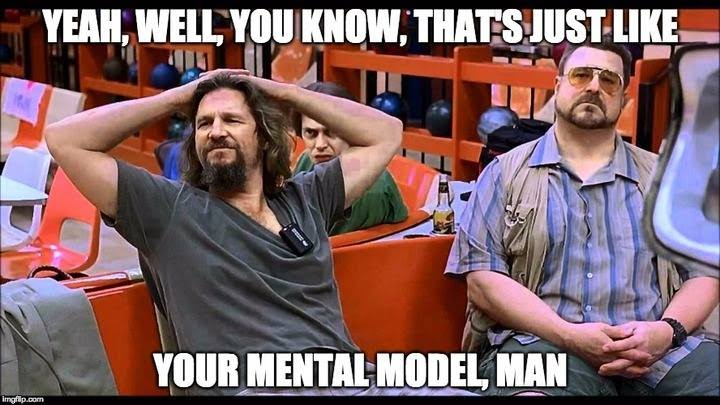 YEAH, WELL, YOU KNOW, THAT'S JUST LIKE
YOUR MENTAL MODEL, MAN
imgflip.com